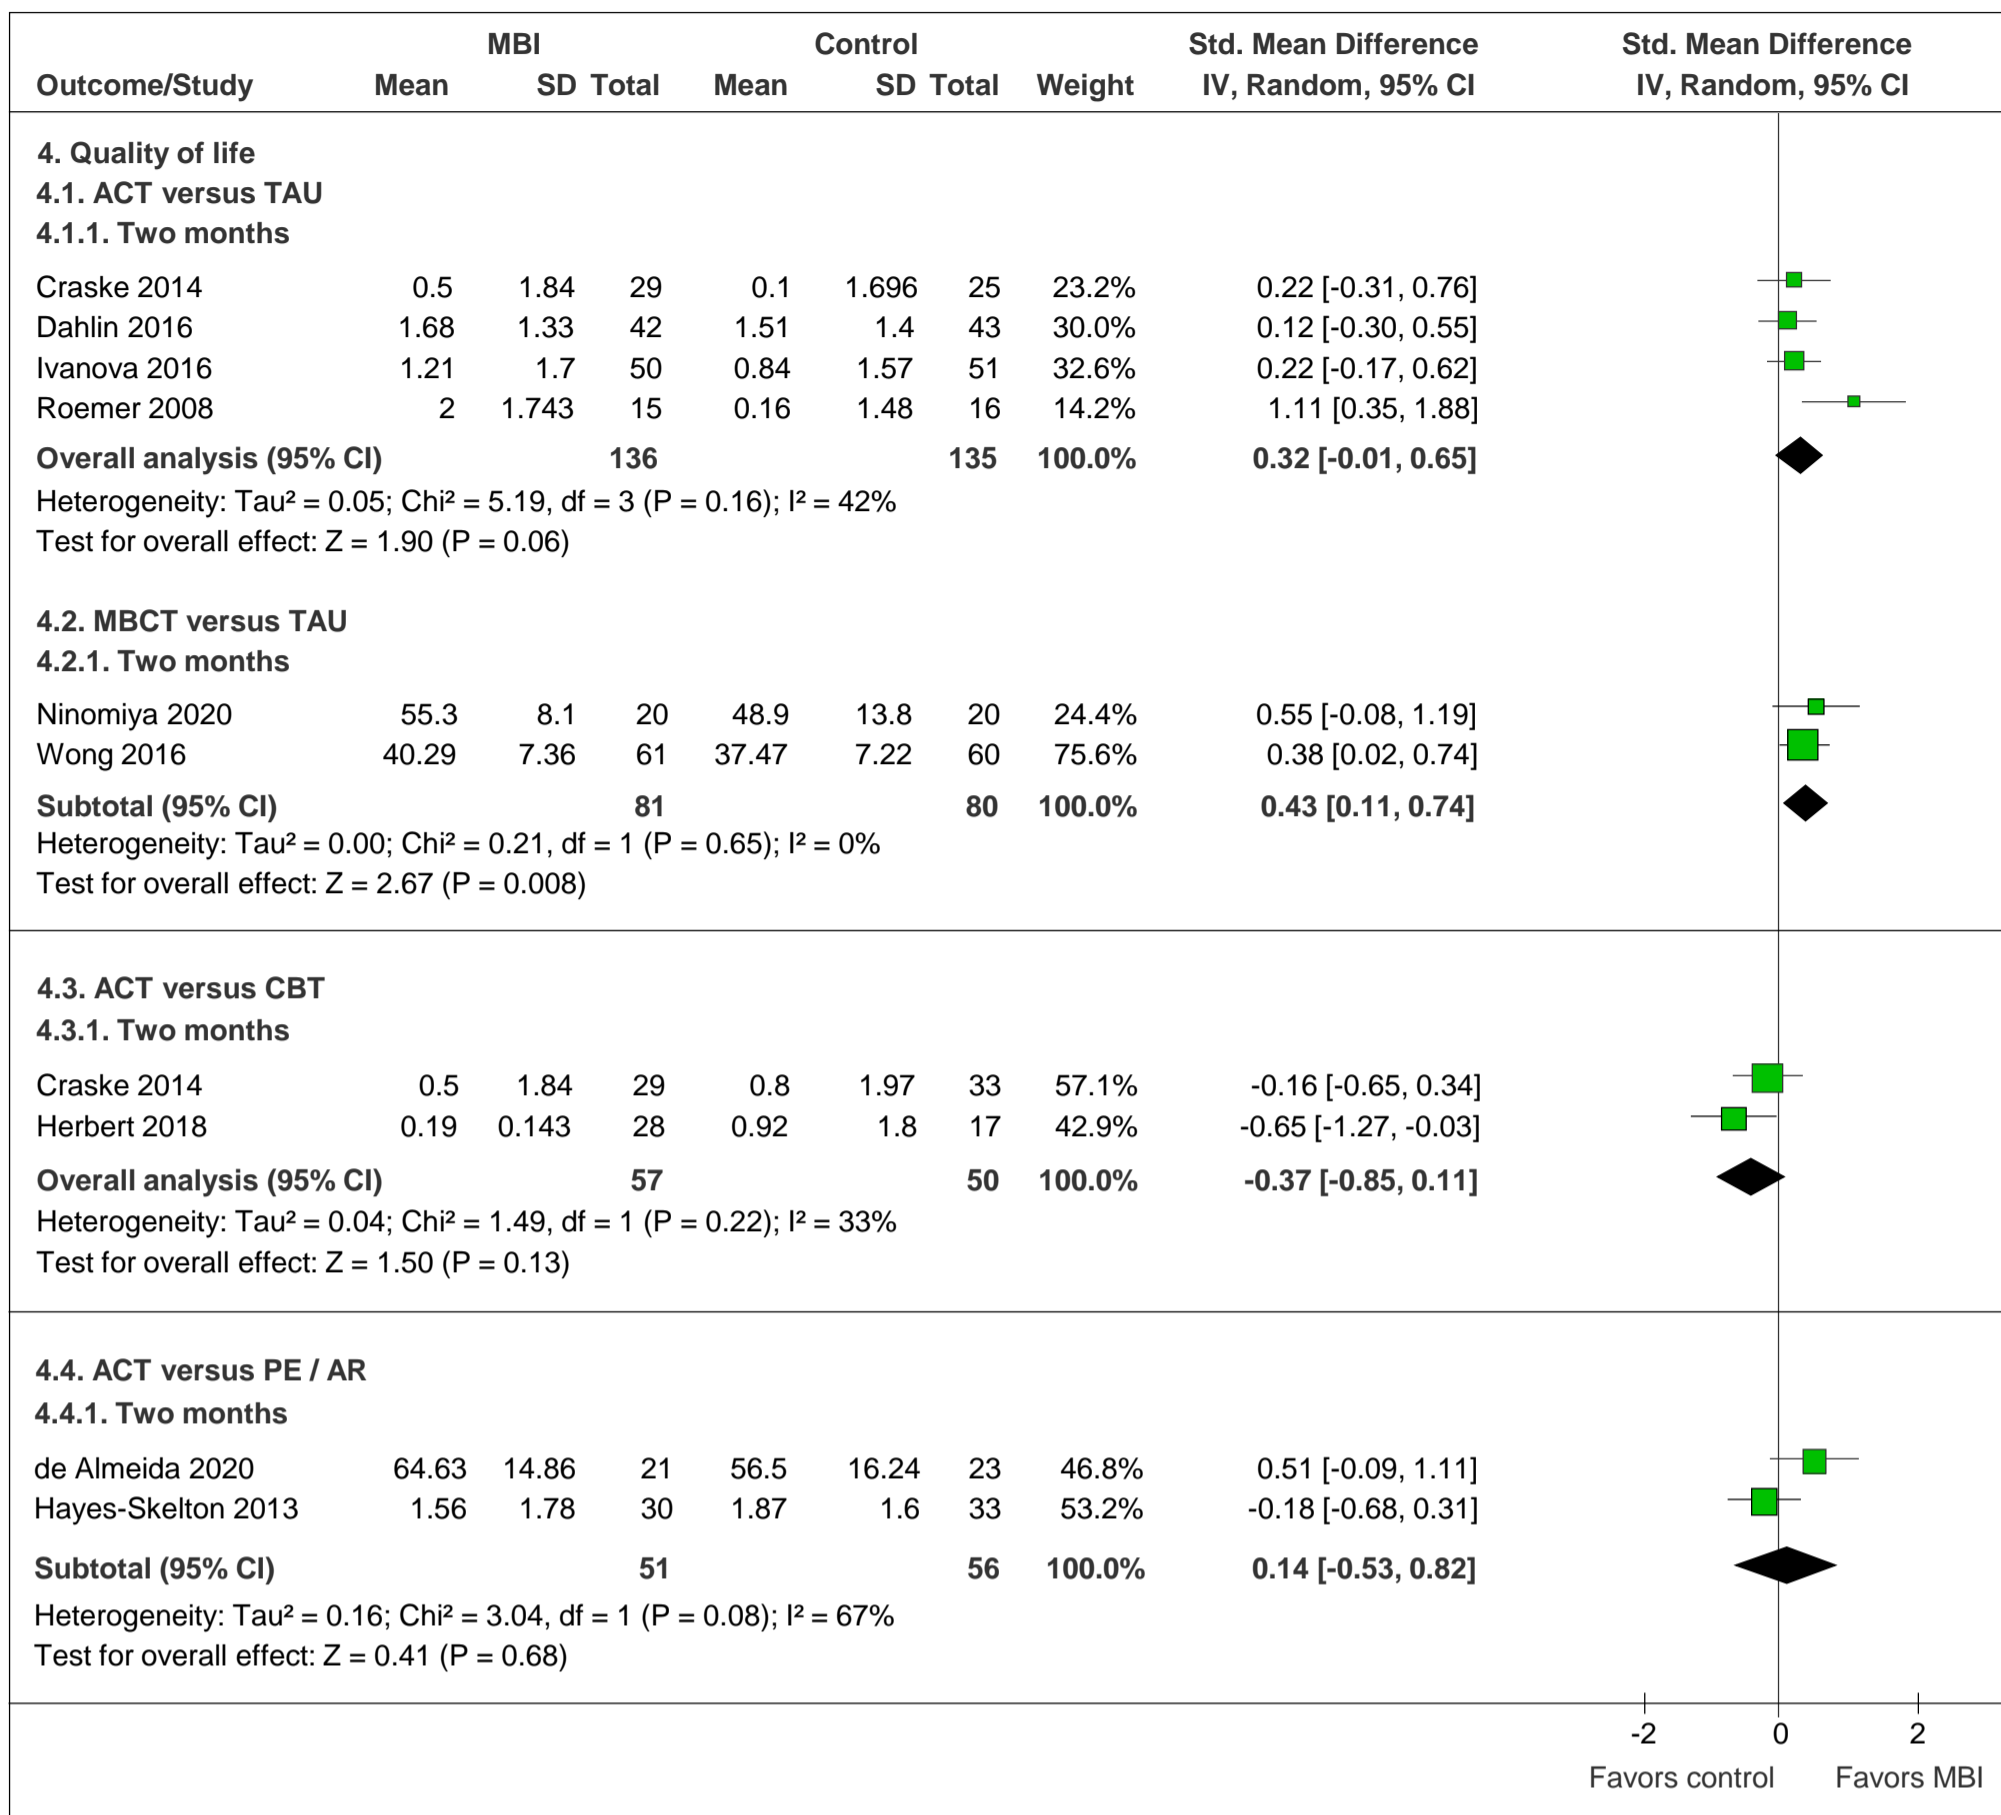 MBI Control Std. Mean Difference Std. Mean Difference
Outcome/Study Mean SD Total Mean SD Total Weight IV, Random, 95% CI IV, Random, 95% CI
4. Quality of life
4.1. ACT versus TAU
4.1.1. Two months
Craske 2014 0.5 1.84 29 0.1 1.696 25 23.2% 0.22 [-0.31, 0.76]
Dahlin 2016 1.68 1.33 42 1.51 1.4 43 30.0% 0.12 [-0.30, 0.55]
Ivanova 2016 1.21 1.7 50 0.84 1.57 51 32.6% 0.22 [-0.17, 0.62]
Roemer 2008 2 1.743 15 0.16 1.48 16 14.2% 1.11 [0.35, 1.88]
Overall analysis (95% CI) 136 135 100.0% 0.32 [-0.01, 0.65]
Heterogeneity: Tau² = 0.05; Chi² = 5.19, df = 3 (P = 0.16); I² = 42%
Test for overall effect: Z = 1.90 (P = 0.06)
4.2. MBCT versus TAU
4.2.1. Two months
Ninomiya 2020 55.3 8.1 20 48.9 13.8 20 24.4% 0.55 [-0.08, 1.19]
Wong 2016 40.29 7.36 61 37.47 7.22 60 75.6% 0.38 [0.02, 0.74]
Subtotal (95% CI) 81 80 100.0% 0.43 [0.11, 0.74]
Heterogeneity: Tau² = 0.00; Chi² = 0.21, df = 1 (P = 0.65); I² = 0%
Test for overall effect: Z = 2.67 (P = 0.008)
4.3. ACT versus CBT
4.3.1. Two months
Craske 2014 0.5 1.84 29 0.8 1.97 33 57.1% -0.16 [-0.65, 0.34]
Herbert 2018 0.19 0.143 28 0.92 1.8 17 42.9% -0.65 [-1.27, -0.03]
Overall analysis (95% CI) 57 50 100.0% -0.37 [-0.85, 0.11]
Heterogeneity: Tau² = 0.04; Chi² = 1.49, df = 1 (P = 0.22); I² = 33%
Test for overall effect: Z = 1.50 (P = 0.13)
4.4. ACT versus PE / AR
4.4.1. Two months
de Almeida 2020 64.63 14.86 21 56.5 16.24 23 46.8% 0.51 [-0.09, 1.11]
Hayes-Skelton 2013 1.56 1.78 30 1.87 1.6 33 53.2% -0.18 [-0.68, 0.31]
Subtotal (95% CI) 51 56 100.0% 0.14 [-0.53, 0.82]
Heterogeneity: Tau² = 0.16; Chi² = 3.04, df = 1 (P = 0.08); I² = 67%
Test for overall effect: Z = 0.41 (P = 0.68)
-2 0 2
Favors control Favors MBI